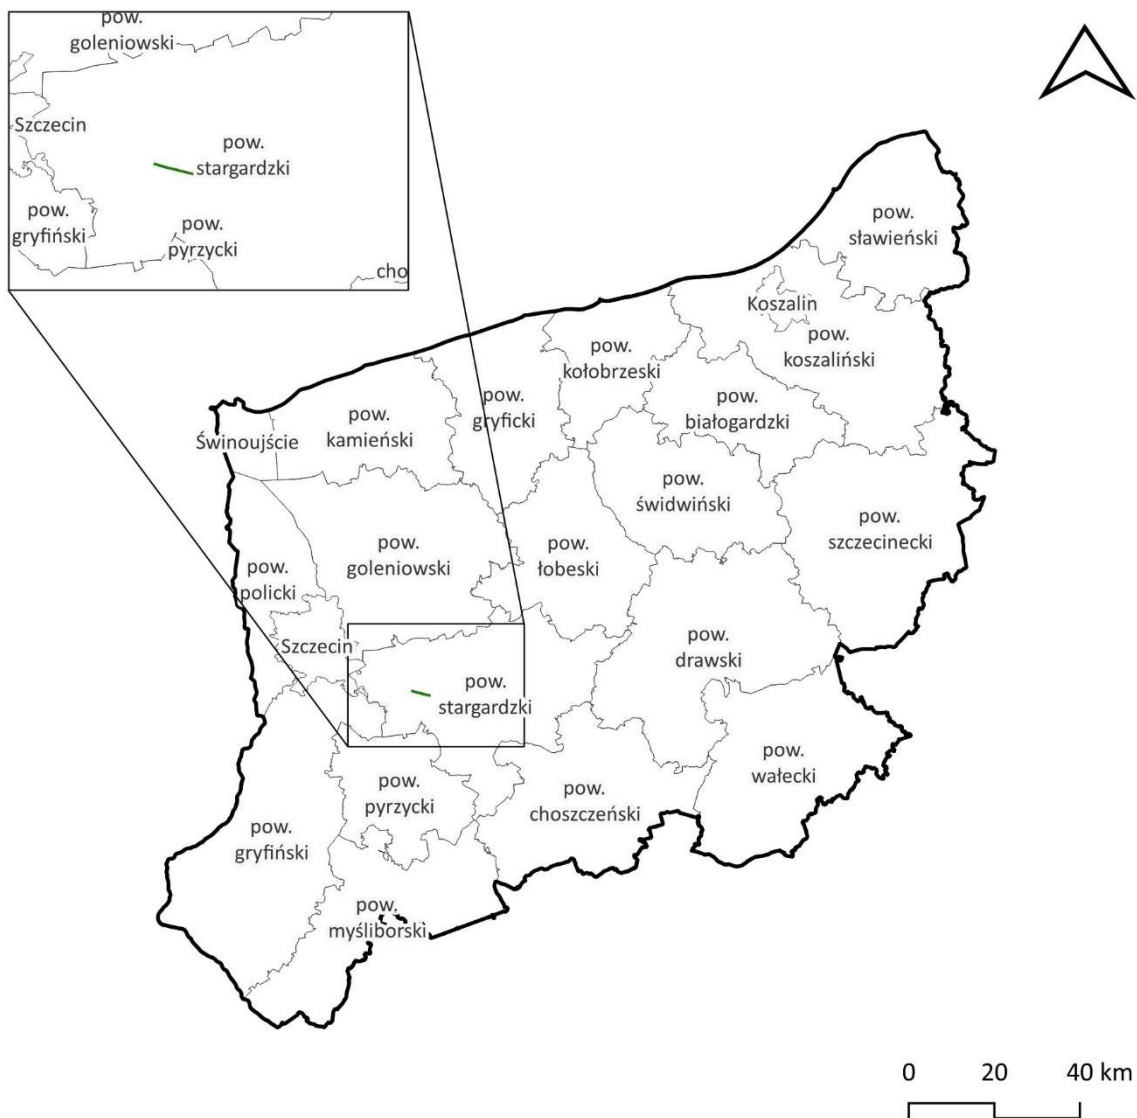 pow.
goleniowski
Szczecin
pow.
stargardzki
pow.
gryfiński
pow.
pyrzycki
cho
pow.
sławieński
Koszalin
pow.
koszaliński
pow.
kołobrzeski
pow.
gryficki
pow.
białogardzki
pow.
kamieński
Świnoujście
pow.
świdwiński
pow.
szczecinecki
pow.
goleniowski
pow.
łobeski
pow.
policki
Szczecin
pow.
drawski
pow.
stargardzki
pow.
wałecki
pow.
pyrzycki
pow.
choszczeński
pow.
gryfiński
pow.
myśliborski
0 20 40 km